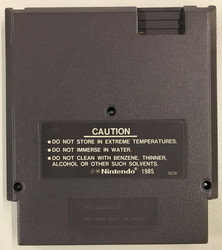 CAUTION
• DO NOT STORE IN EXTREME TEMPERATURES.
• DO NOT IMMERSE IN WATER.
• DO NOT CLEAN WITH BENZENE, THINNER,
ALCOHOL OR OTHER SUCH SOLVENTS.
©® Nintendo® 1985